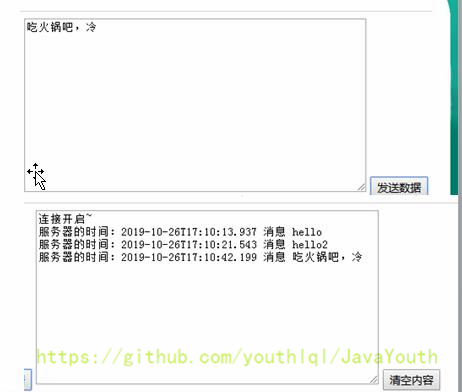 吃火锅吧，冷
发送数据
连接开启~
服务器的时间：2019-10-26T17:10:13.937 消息 hello
服务器的时间：2019-10-26T17:10:21.543 消息 hello2
服务器的时间：2019-10-26T17:10:42.199 消息 吃火锅吧，冷
https://github.com/youthlql/JavaYouth
清空内容